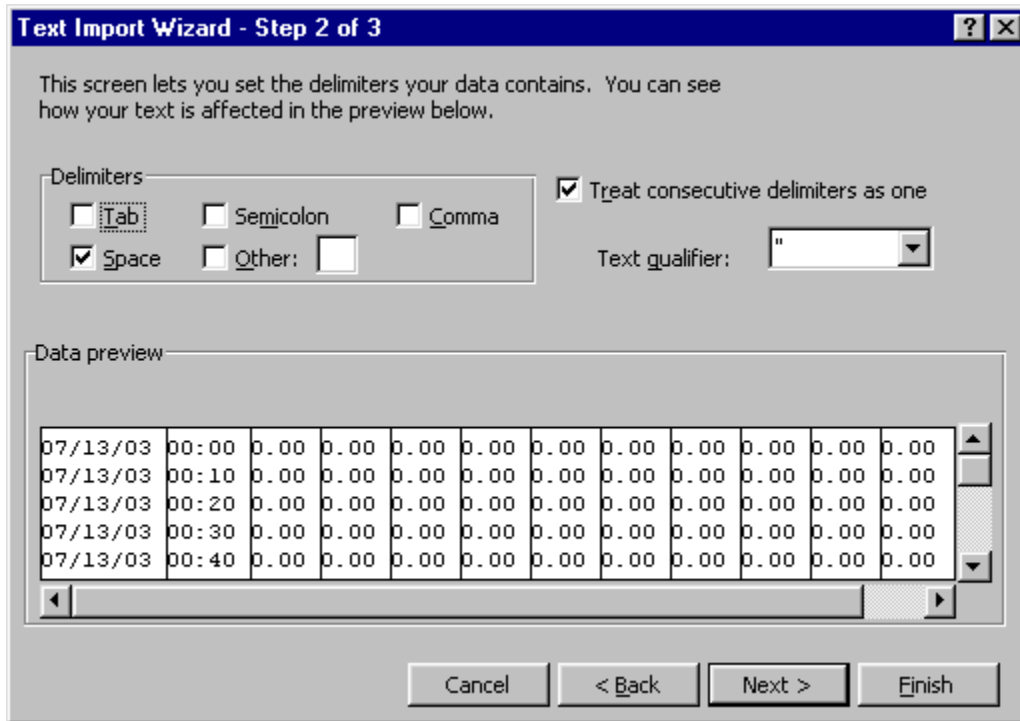 Text Import Wizard - Step 2 of 3
This screen lets you set the delimiters your data contains.  You can see
how your text is affected in the preview below.
Delimiters
Treat consecutive delimiters as one
Tab Semicolon Comma
Space Other:
Text qualifier: "
Data preview
07/13/03 00:00 0.00 0.00 0.00 0.00 0.00 0.00 0.00 0.00 0.00 0.00
07/13/03 00:10 0.00 0.00 0.00 0.00 0.00 0.00 0.00 0.00 0.00 0.00
07/13/03 00:20 0.00 0.00 0.00 0.00 0.00 0.00 0.00 0.00 0.00 0.00
07/13/03 00:30 0.00 0.00 0.00 0.00 0.00 0.00 0.00 0.00 0.00 0.00
07/13/03 00:40 0.00 0.00 0.00 0.00 0.00 0.00 0.00 0.00 0.00 0.00
Cancel < Back Next > Finish